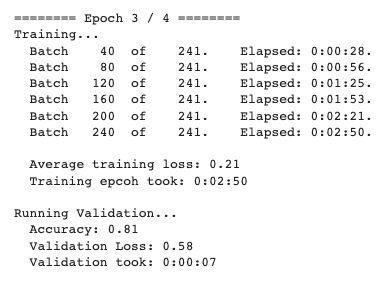 ======== Epoch 3 / 4 ========
Training...
  Batch    40  of    241.    Elapsed: 0:00:28.
  Batch    80  of    241.    Elapsed: 0:00:56.
  Batch   120  of    241.    Elapsed: 0:01:25.
  Batch   160  of    241.    Elapsed: 0:01:53.
  Batch   200  of    241.    Elapsed: 0:02:21.
  Batch   240  of    241.    Elapsed: 0:02:50.

  Average training loss: 0.21
  Training epcoh took: 0:02:50

Running Validation...
  Accuracy: 0.81
  Validation Loss: 0.58
  Validation took: 0:00:07